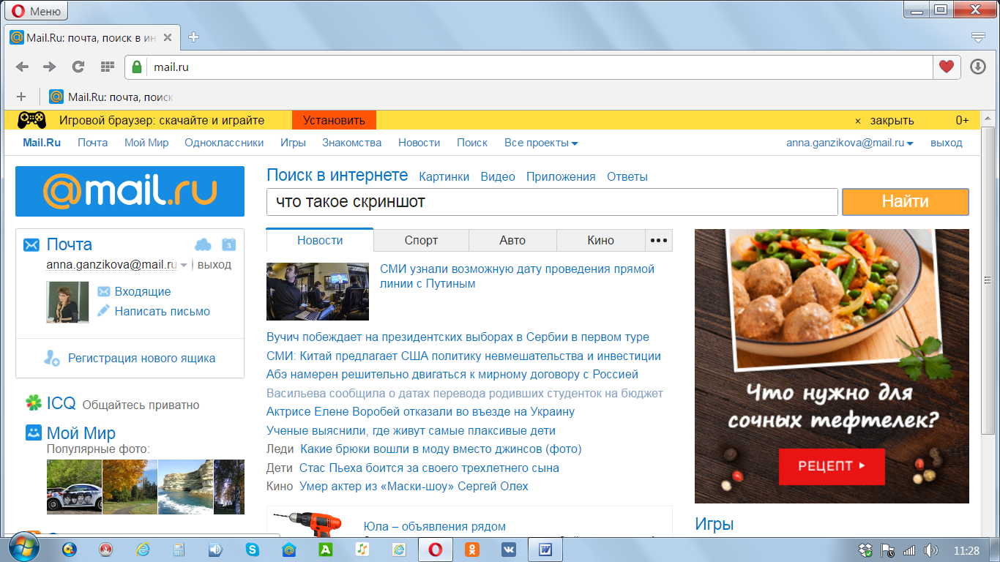 Меню
Mail.Ru: почта, поиск в ин
mail.ru
Mail.Ru: почта, поиск
Игровой браузер: скачайте и играйте Установить × закрыть 0+
Mail.Ru Почта Мой Мир Одноклассники Игры Знакомства Новости Поиск Все проекты anna.ganzikova@mail.ru выход
@mail.ru
Поиск в интернете Картинки Видео Приложения Ответы
что такое скриншот Найти
Почта 3
anna.ganzikova@mail.ru выход
Входящие
Написать письмо
Регистрация нового ящика
ICQ Общайтесь приватно
Мой Мир
Популярные фото:
Новости Спорт Авто Кино
СМИ узнали возможную дату проведения прямой
линии с Путиным
Вучич побеждает на президентских выборах в Сербии в первом туре
СМИ: Китай предлагает США политику невмешательства и инвестиции
Абэ намерен решительно двигаться к мирному договору с Россией
Васильева сообщила о датах перевода родивших студенток на бюджет
Актрисе Елене Воробей отказали во въезде на Украину
Ученые выяснили, где живут самые плаксивые дети
Леди Какие брюки вошли в моду вместо джинсов (фото)
Дети Стас Пьеха боится за своего трехлетнего сына
Кино Умер актер из «Маски-шоу» Сергей Олех
Юла – объявления рядом
Что нужно для
сочных тефтелек?
РЕЦЕПТ
Игры
11:28